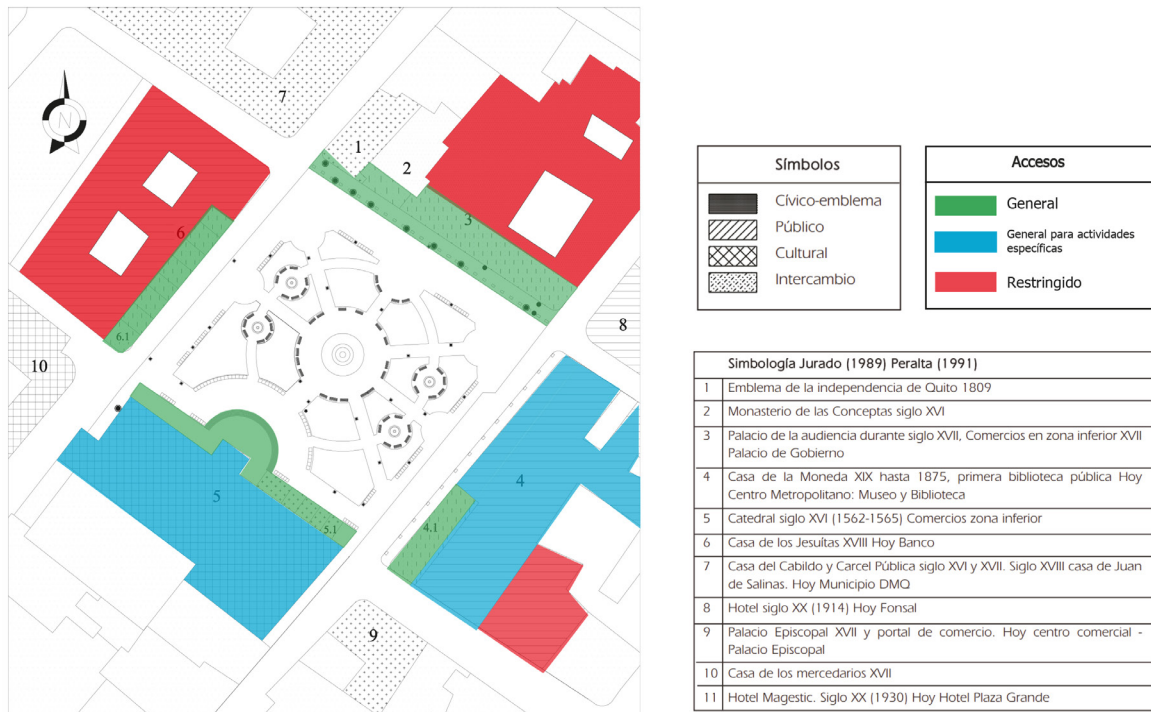 N
7
1
2
3
6
6.1
8
10
5
5.1
4
4.1
9
Símbolos
Cívico-emblema
Público
Cultural
Intercambio
Accesos
General
General para actividades
específicas
Restringido
Simbología Jurado (1989) Peralta (1991)
1 Emblema de la independencia de Quito 1809
2 Monasterio de las Conceptas siglo XVI
3 Palacio de la audiencia durante siglo XVII, Comercios en zona inferior XVII
Palacio de Gobierno
4 Casa de la Moneda XIX hasta 1875, primera biblioteca pública Hoy
Centro Metropolitano: Museo y Biblioteca
5 Catedral siglo XVI (1562-1565) Comercios zona inferior
6 Casa de los Jesuítas XVIII Hoy Banco
7 Casa del Cabildo y Carcel Pública siglo XVI y XVII. Siglo XVIII casa de Juan
de Salinas. Hoy Municipio DMQ
8 Hotel siglo XX (1914) Hoy Fonsal
9 Palacio Episcopal XVII y portal de comercio. Hoy centro comercial -
Palacio Episcopal
10 Casa de los mercedarios XVII
11 Hotel Magestic. Siglo XX (1930) Hoy Hotel Plaza Grande